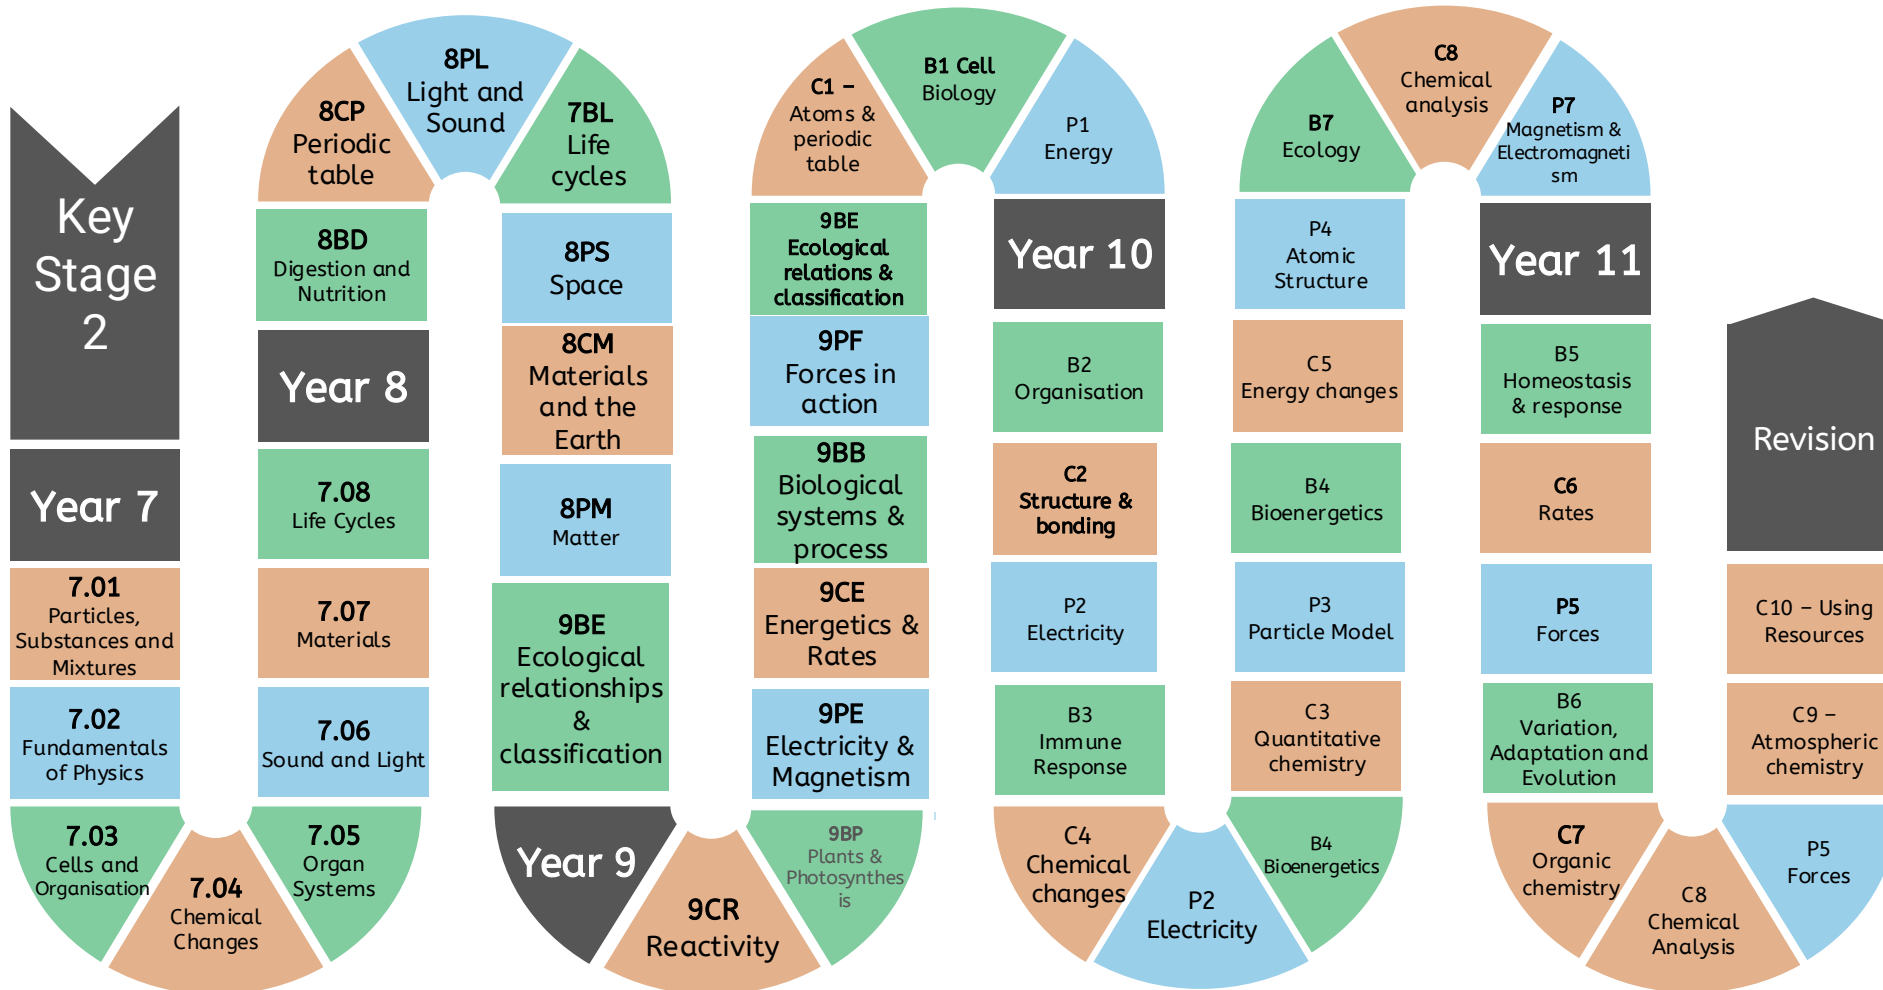 Key
Stage
2
Year 7
7.01
Particles,
Substances and
Mixtures
7.02
Fundamentals
of Physics
7.03
Cells and
Organisation
7.04
Chemical
Changes
7.05
Organ
Systems
7.06
Sound and Light
7.07
Materials
7.08
Life Cycles
Year 8
8BD
Digestion and
Nutrition
8CP
Periodic
table
8PL
Light and
Sound
7BL
Life
cycles
8PS
Space
8CM
Materials
and the
Earth
8PM
Matter
9BE
Ecological
relationships
&
classification
Year 9
9CR
Reactivity
9BP
Plants &
Photosynthes
is
9PE
Electricity &
Magnetism
9CE
Energetics &
Rates
9BB
Biological
systems &
process
9PF
Forces in
action
9BE
Ecological
relations &
classification
C1 –
Atoms &
periodic
table
B1 Cell
Biology
P1
Energy
Year 10
B2
Organisation
C2
Structure &
bonding
P2
Electricity
B3
Immune
Response
C4
Chemical
changes
P2
Electricity
B4
Bioenergetics
C3
Quantitative
chemistry
P3
Particle Model
B4
Bioenergetics
C5
Energy changes
P4
Atomic
Structure
B7
Ecology
C8
Chemical
analysis
P7
Magnetism &
Electromagneti
sm
Year 11
B5
Homeostasis
& response
C6
Rates
P5
Forces
B6
Variation,
Adaptation and
Evolution
C7
Organic
chemistry
C8
Chemical
Analysis
P5
Forces
C9 –
Atmospheric
chemistry
C10 – Using
Resources
Revision